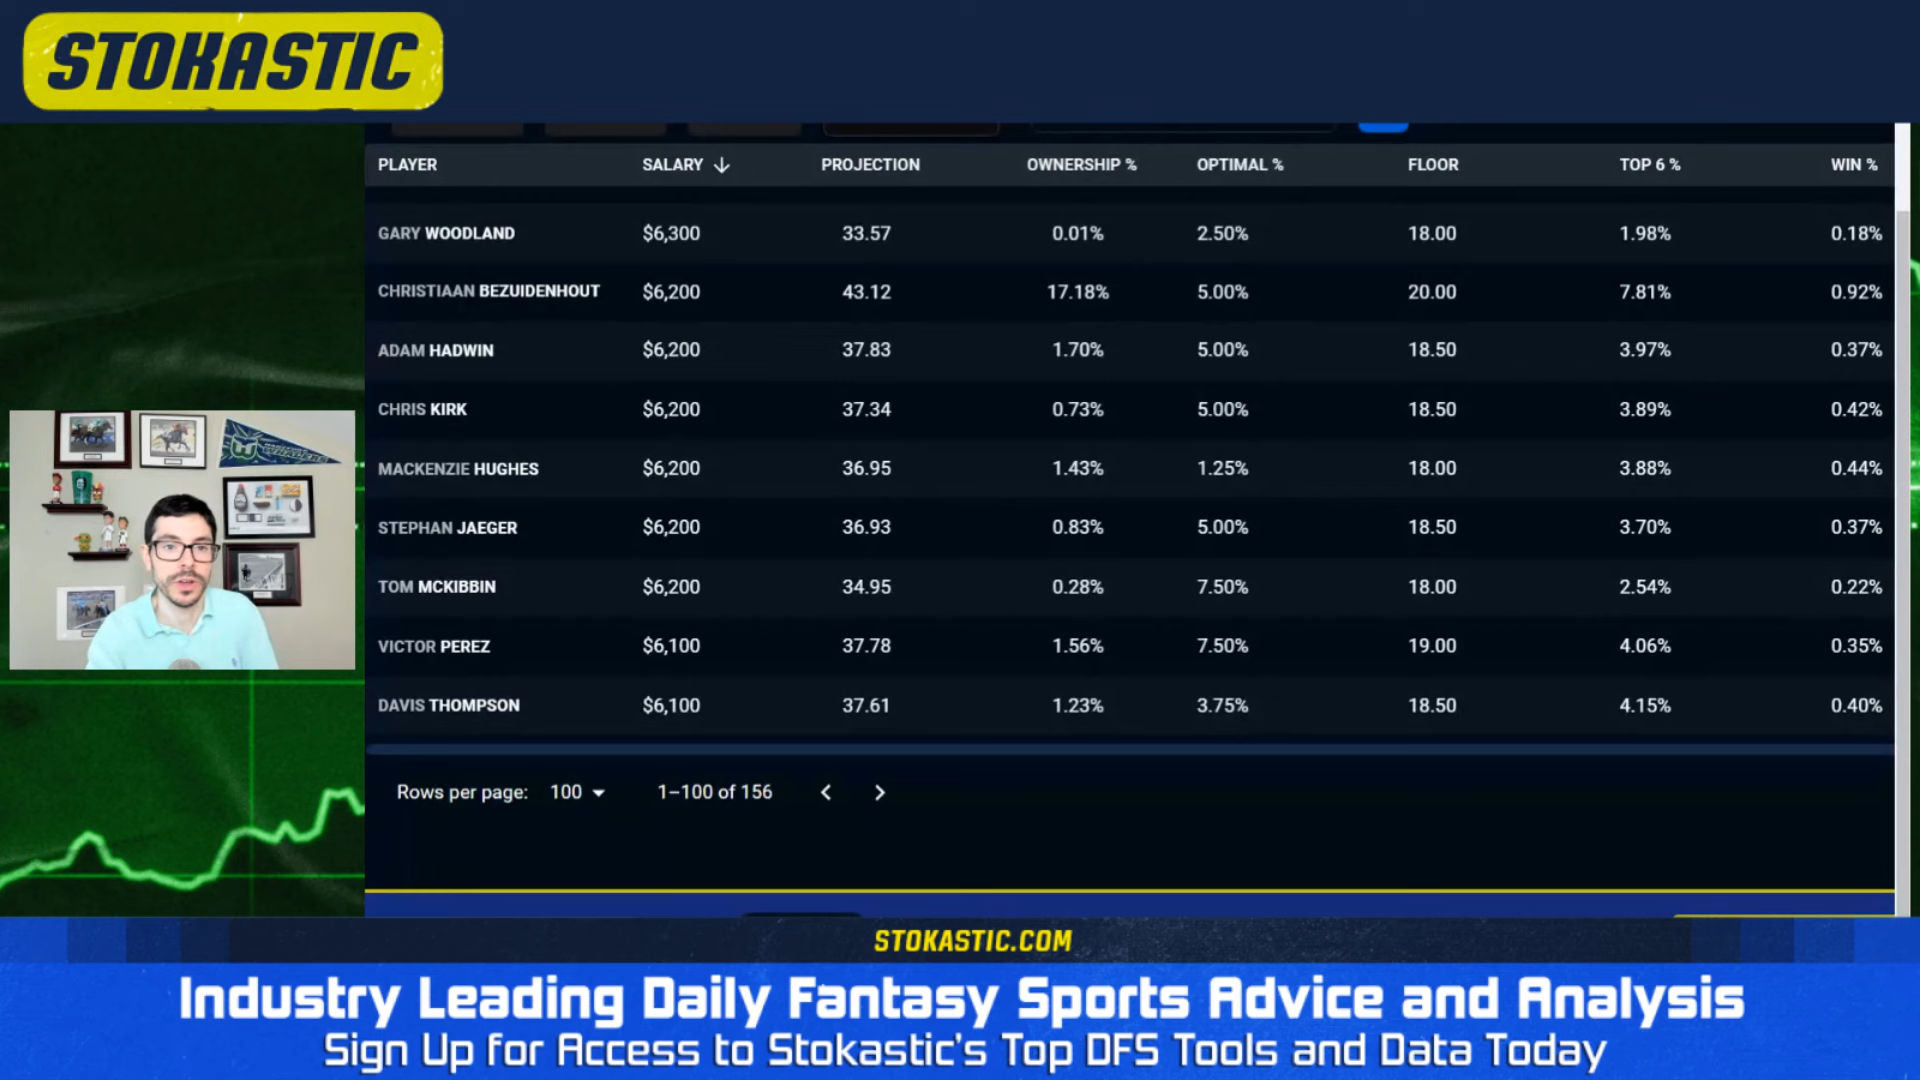 STOKASTIC
PLAYER SALARY PROJECTION OWNERSHIP % OPTIMAL % FLOOR TOP 6 % WIN %
GARY WOODLAND $6,300 33.57 0.01% 2.50% 18.00 1.98% 0.18%
CHRISTIAAN BEZUIDENHOUT $6,200 43.12 17.18% 5.00% 20.00 7.81% 0.92%
ADAM HADWIN $6,200 37.83 1.70% 5.00% 18.50 3.97% 0.37%
CHRIS KIRK $6,200 37.34 0.73% 5.00% 18.50 3.89% 0.42%
MACKENZIE HUGHES $6,200 36.95 1.43% 1.25% 18.00 3.88% 0.44%
STEPHAN JAEGER $6,200 36.93 0.83% 5.00% 18.50 3.70% 0.37%
TOM MCKIBBIN $6,200 34.95 0.28% 7.50% 18.00 2.54% 0.22%
VICTOR PEREZ $6,100 37.78 1.56% 7.50% 19.00 4.06% 0.35%
DAVIS THOMPSON $6,100 37.61 1.23% 3.75% 18.50 4.15% 0.40%
Rows per page: 100 1–100 of 156
STOKASTIC.COM
Industry Leading Daily Fantasy Sports Advice and Analysis
Sign Up for Access to Stokastic's Top DFS Tools and Data Today